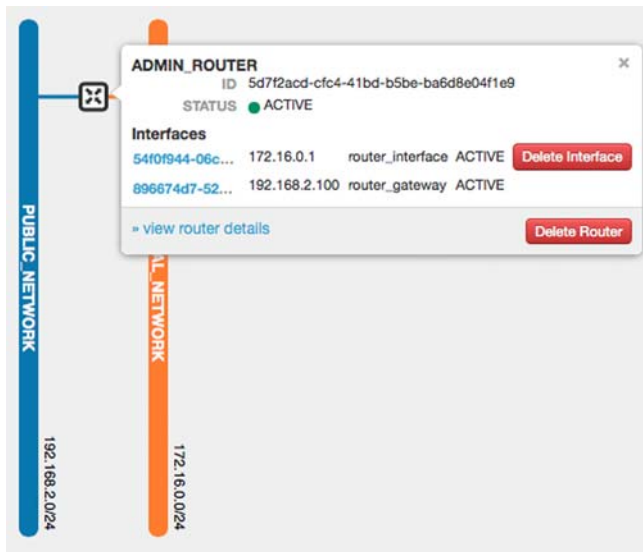 ADMIN_ROUTER
ID 5d7f2acd-cfc4-41bd-b5be-ba6d8e04f1e9
STATUS ACTIVE
Interfaces
54f0f944-06c... 172.16.0.1 router_interface ACTIVE Delete Interface
896674d7-52... 192.168.2.100 router_gateway ACTIVE
» view router details Delete Router
PUBLIC_NETWORK
AL_NETWORK
192.168.2.0/24
172.16.0.0/24